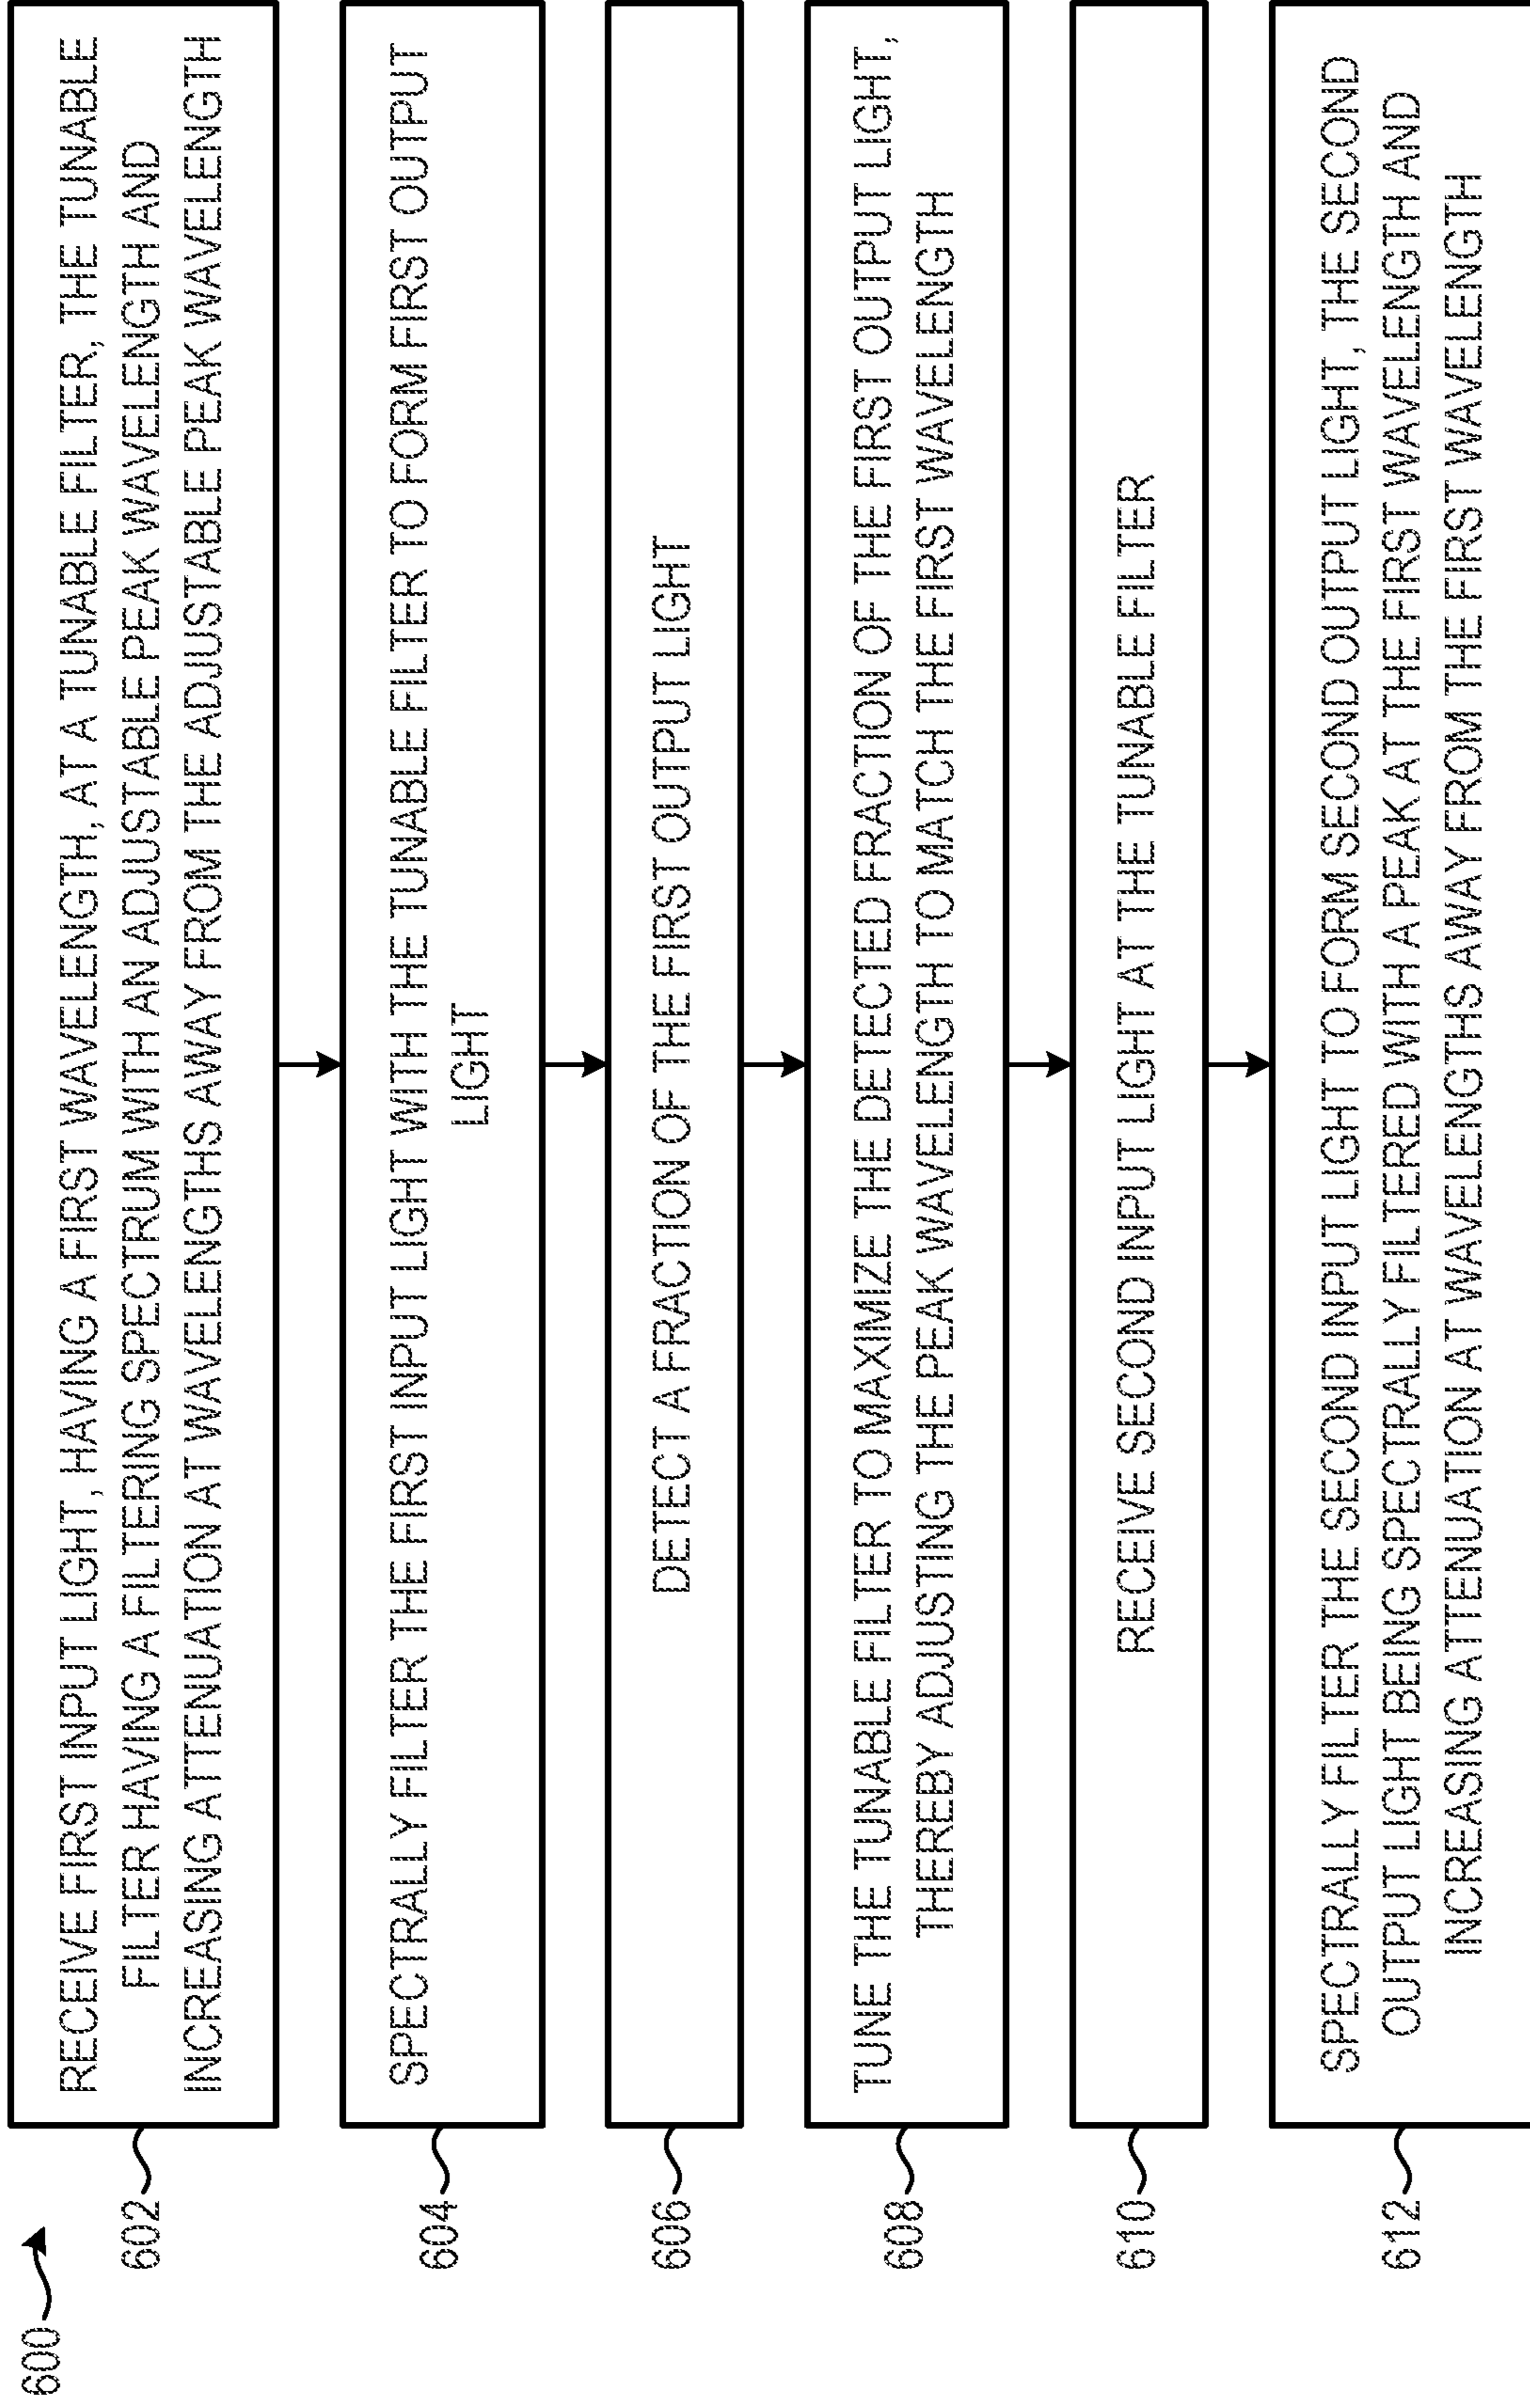 600
602
RECEIVE FIRST INPUT LIGHT, HAVING A FIRST WAVELENGTH, AT A TUNABLE FILTER, THE TUNABLE
FILTER HAVING A FILTERING SPECTRUM WITH AN ADJUSTABLE PEAK WAVELENGTH AND
INCREASING ATTENUATION AT WAVELENGTHS AWAY FROM THE ADJUSTABLE PEAK WAVELENGTH
604
SPECTRALLY FILTER THE FIRST INPUT LIGHT WITH THE TUNABLE FILTER TO FORM FIRST OUTPUT
LIGHT
606
DETECT A FRACTION OF THE FIRST OUTPUT LIGHT
608
TUNE THE TUNABLE FILTER TO MAXIMIZE THE DETECTED FRACTION OF THE FIRST OUTPUT LIGHT,
THEREBY ADJUSTING THE PEAK WAVELENGTH TO MATCH THE FIRST WAVELENGTH
610
RECEIVE SECOND INPUT LIGHT AT THE TUNABLE FILTER
612
SPECTRALLY FILTER THE SECOND INPUT LIGHT TO FORM SECOND OUTPUT LIGHT, THE SECOND
OUTPUT LIGHT BEING SPECTRALLY FILTERED WITH A PEAK AT THE FIRST WAVELENGTH AND
INCREASING ATTENUATION AT WAVELENGTHS AWAY FROM THE FIRST WAVELENGTH